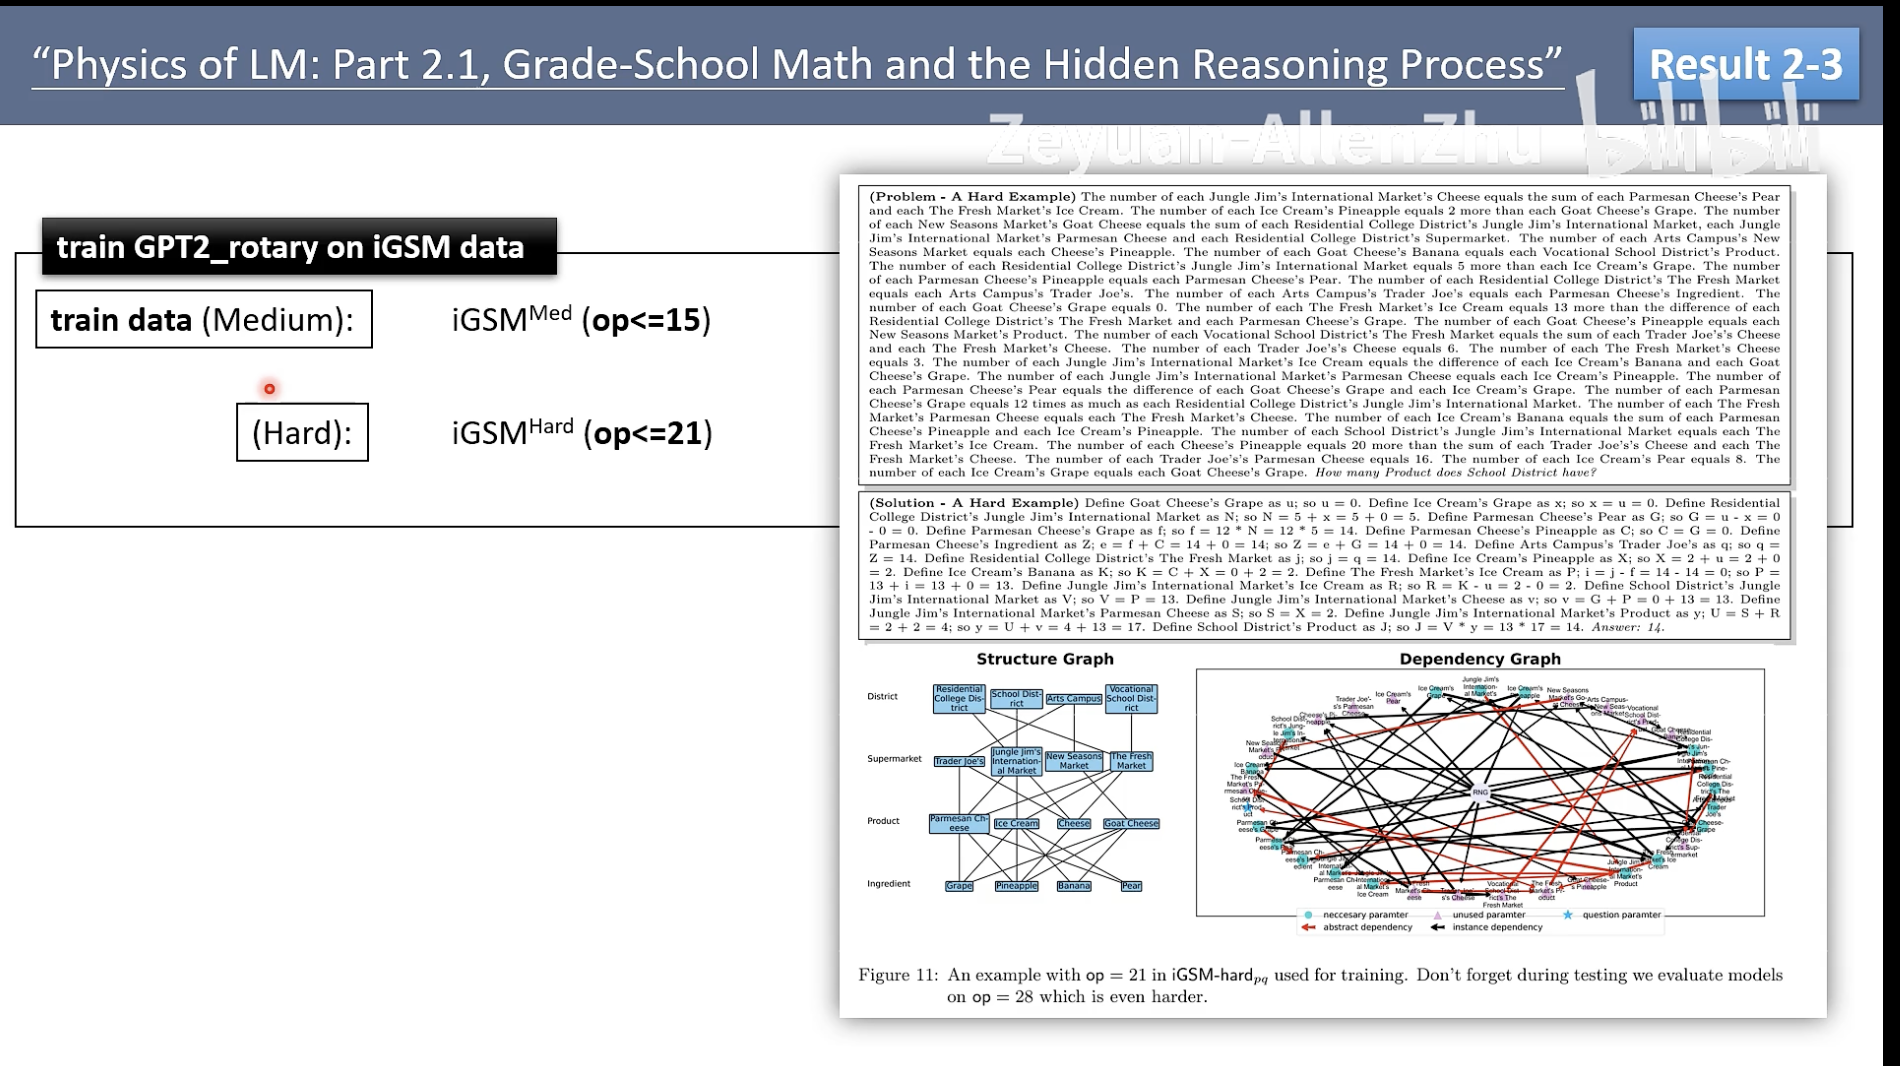 “Physics of LM: Part 2.1, Grade-School Math and the Hidden Reasoning Process”
Result 2-3
Zeyuan-AllenZhu
bilibili
train GPT2_rotary on iGSM data
train data (Medium):
iGSMMed (op<=15)
(Hard):
iGSMHard (op<=21)
(Problem - A Hard Example) The number of each Jungle Jim's International Market's Cheese equals the sum of each Parmesan Cheese's Pear
and each The Fresh Market's Ice Cream. The number of each Ice Cream's Pineapple equals 2 more than each Goat Cheese's Grape. The number
of each New Seasons Market's Goat Cheese equals the sum of each Residential College District's Jungle Jim's International Market, each Jungle
Jim's International Market's Parmesan Cheese and each Residential College District's Supermarket. The number of each Arts Campus's New
Seasons Market equals each Cheese's Pineapple. The number of each Goat Cheese's Banana equals each Vocational School District's Product.
The number of each Residential College District's Jungle Jim's International Market equals 5 more than each Ice Cream's Grape. The number
of each Parmesan Cheese's Pineapple equals each Parmesan Cheese's Pear. The number of each Residential College District's The Fresh Market
equals each Arts Campus's Trader Joe's. The number of each Arts Campus's Trader Joe's equals each Parmesan Cheese's Ingredient. The
number of each Goat Cheese's Grape equals 0. The number of each The Fresh Market's Ice Cream equals 13 more than the difference of each
Residential College District's The Fresh Market and each Parmesan Cheese's Grape. The number of each Goat Cheese's Pineapple equals each
New Seasons Market's Product. The number of each Vocational School District's The Fresh Market equals the sum of each Trader Joe's's Cheese
and each The Fresh Market's Cheese. The number of each Trader Joe's's Cheese equals 6. The number of each The Fresh Market's Cheese
equals 3. The number of each Jungle Jim's International Market's Ice Cream equals the difference of each Ice Cream's Banana and each Goat
Cheese's Grape. The number of each Jungle Jim's International Market's Parmesan Cheese equals each Ice Cream's Pineapple. The number of
each Parmesan Cheese's Pear equals the difference of each Goat Cheese's Grape and each Ice Cream's Grape. The number of each Parmesan
Cheese's Grape equals 12 times as much as each Residential College District's Jungle Jim's International Market. The number of each The Fresh
Market's Parmesan Cheese equals each The Fresh Market's Cheese. The number of each Ice Cream's Banana equals the sum of each Parmesan
Cheese's Pineapple and each Ice Cream's Pineapple. The number of each School District's Jungle Jim's International Market equals each The
Fresh Market's Ice Cream. The number of each Cheese's Pineapple equals 20 more than the sum of each Trader Joe's's Cheese and each The
Fresh Market's Cheese. The number of each Trader Joe's's Parmesan Cheese equals 16. The number of each Ice Cream's Pear equals 8. The
number of each Ice Cream's Grape equals each Goat Cheese's Grape. How many Product does School District have?
(Solution - A Hard Example) Define Goat Cheese's Grape as u; so u = 0. Define Ice Cream's Grape as x; so x = u = 0. Define Residential
College District's Jungle Jim's International Market as N; so N = 5 + x = 5 + 0 = 5. Define Parmesan Cheese's Pear as G; so G = u - x = 0
- 0 = 0. Define Parmesan Cheese's Grape as f; so f = 12 * N = 12 * 5 = 14. Define Parmesan Cheese's Pineapple as C; so C = G = 0. Define
Parmesan Cheese's Ingredient as Z; e = f + C = 14 + 0 = 14; so Z = e + G = 14 + 0 = 14. Define Arts Campus's Trader Joe's as q; so q =
Z = 14. Define Residential College District's The Fresh Market as j; so j = q = 14. Define Ice Cream's Pineapple as X; so X = 2 + u = 2 + 0
= 2. Define Ice Cream's Banana as K; so K = C + X = 0 + 2 = 2. Define The Fresh Market's Ice Cream as P; i = j - f = 14 - 14 = 0; so P =
13 + i = 13 + 0 = 13. Define Jungle Jim's International Market's Ice Cream as R; so R = K - u = 2 - 0 = 2. Define School District's Jungle
Jim's International Market as V; so V = P = 13. Define Jungle Jim's International Market's Cheese as v; so v = G + P = 0 + 13 = 13. Define
Jungle Jim's International Market's Parmesan Cheese as S; so S = X = 2. Define Jungle Jim's International Market's Product as y; U = S + R
= 2 + 2 = 4; so y = U + v = 4 + 13 = 17. Define School District's Product as J; so J = V * y = 13 * 17 = 14. Answer: 14.
Structure Graph
Dependency Graph
District
Residential
College Dis-
trict
School Dist-
rict
Arts Campus
Vocational
School Dist-
rict
Supermarket
Trader Joe's
Jungle Jim's
Internation-
al Market
New Seasons
Market
The Fresh
Market
Product
Parmesan Ch-
eese
Ice Cream
Cheese
Goat Cheese
Ingredient
Grape
Pineapple
Banana
Pear
RNG
neccesary paramter
unused paramter
question paramter
abstract dependency
instance dependency
Figure 11: An example with op = 21 in iGSM-hardpq used for training. Don't forget during testing we evaluate models
on op = 28 which is even harder.